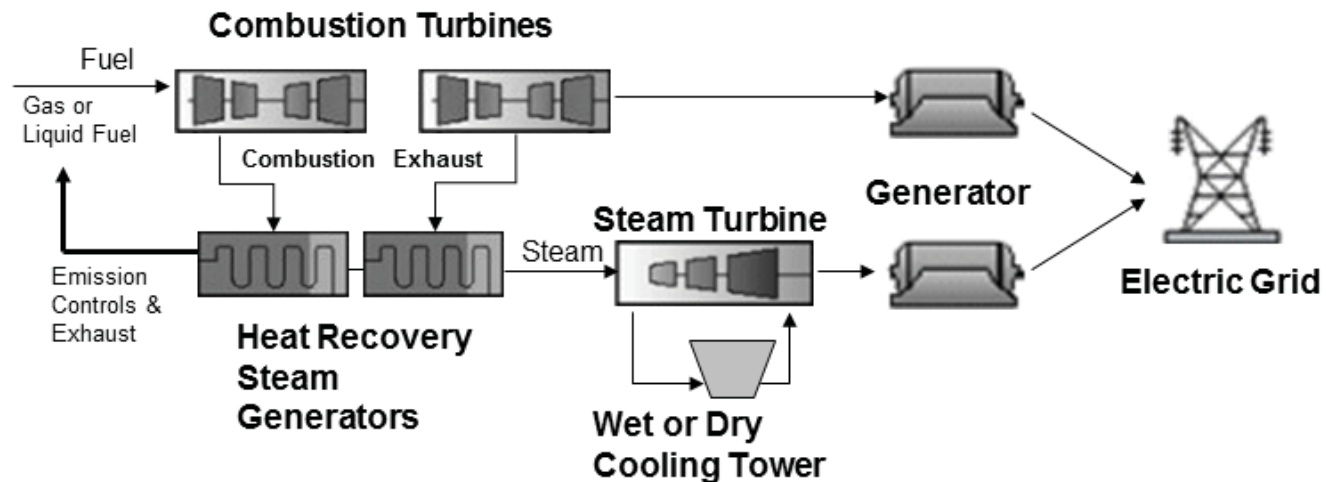 Combustion Turbines
Fuel
Gas or
Liquid Fuel
Combustion Exhaust
Generator
Steam Turbine
Steam
Electric Grid
Emission
Controls &
Exhaust
Heat Recovery
Steam
Generators
Wet or Dry
Cooling Tower